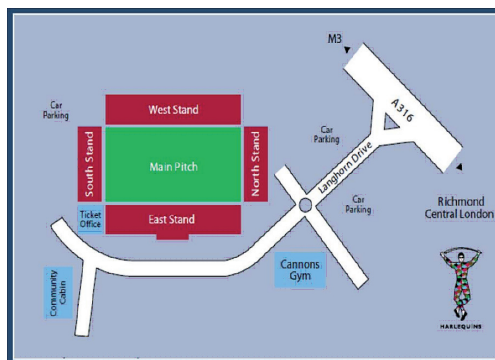 M3
A316
Car
Parking
West Stand
South Stand
Main Pitch
North Stand
Car
Parking
Langhorn Drive
Car
Parking
Richmond
Central London
Ticket
Office
East Stand
Cannons
Gym
Community
Cabin
HARLEQUINS